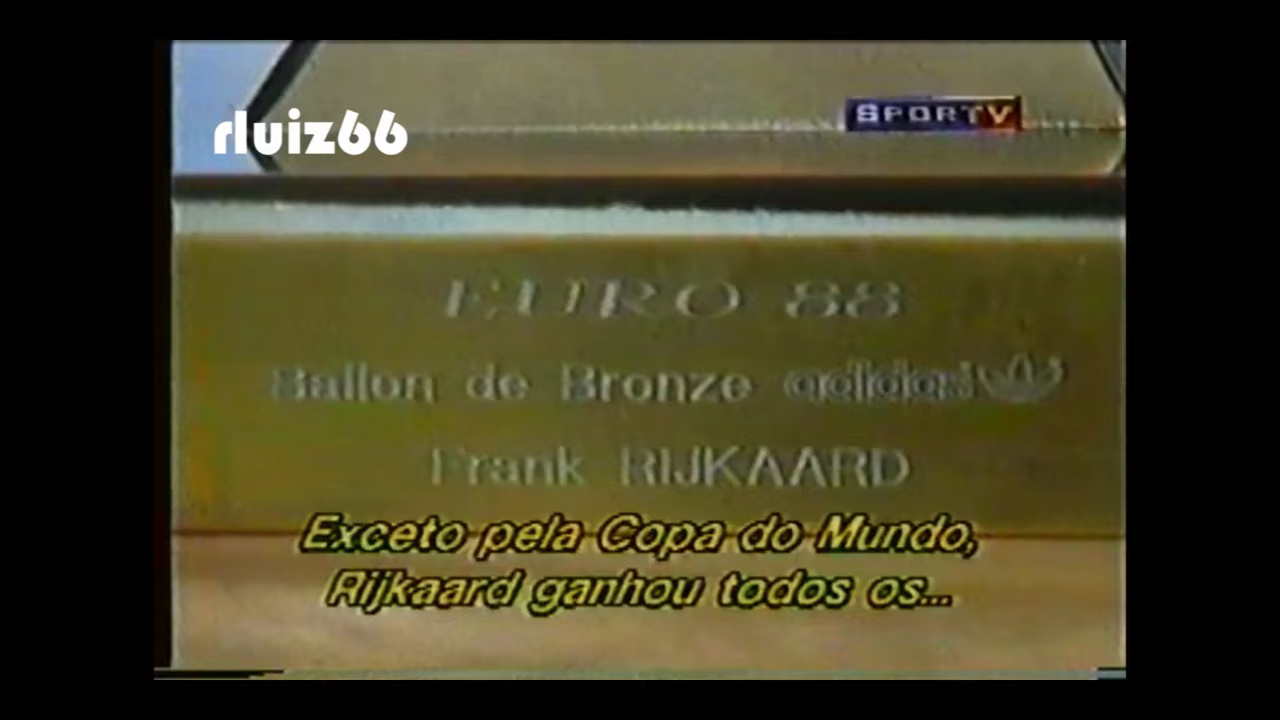 rluiz66
SPORTV
EURO 88
Ballon de Bronze adidas
Frank RIJKAARD
Exceto pela Copa do Mundo,
Rijkaard ganhou todos os...